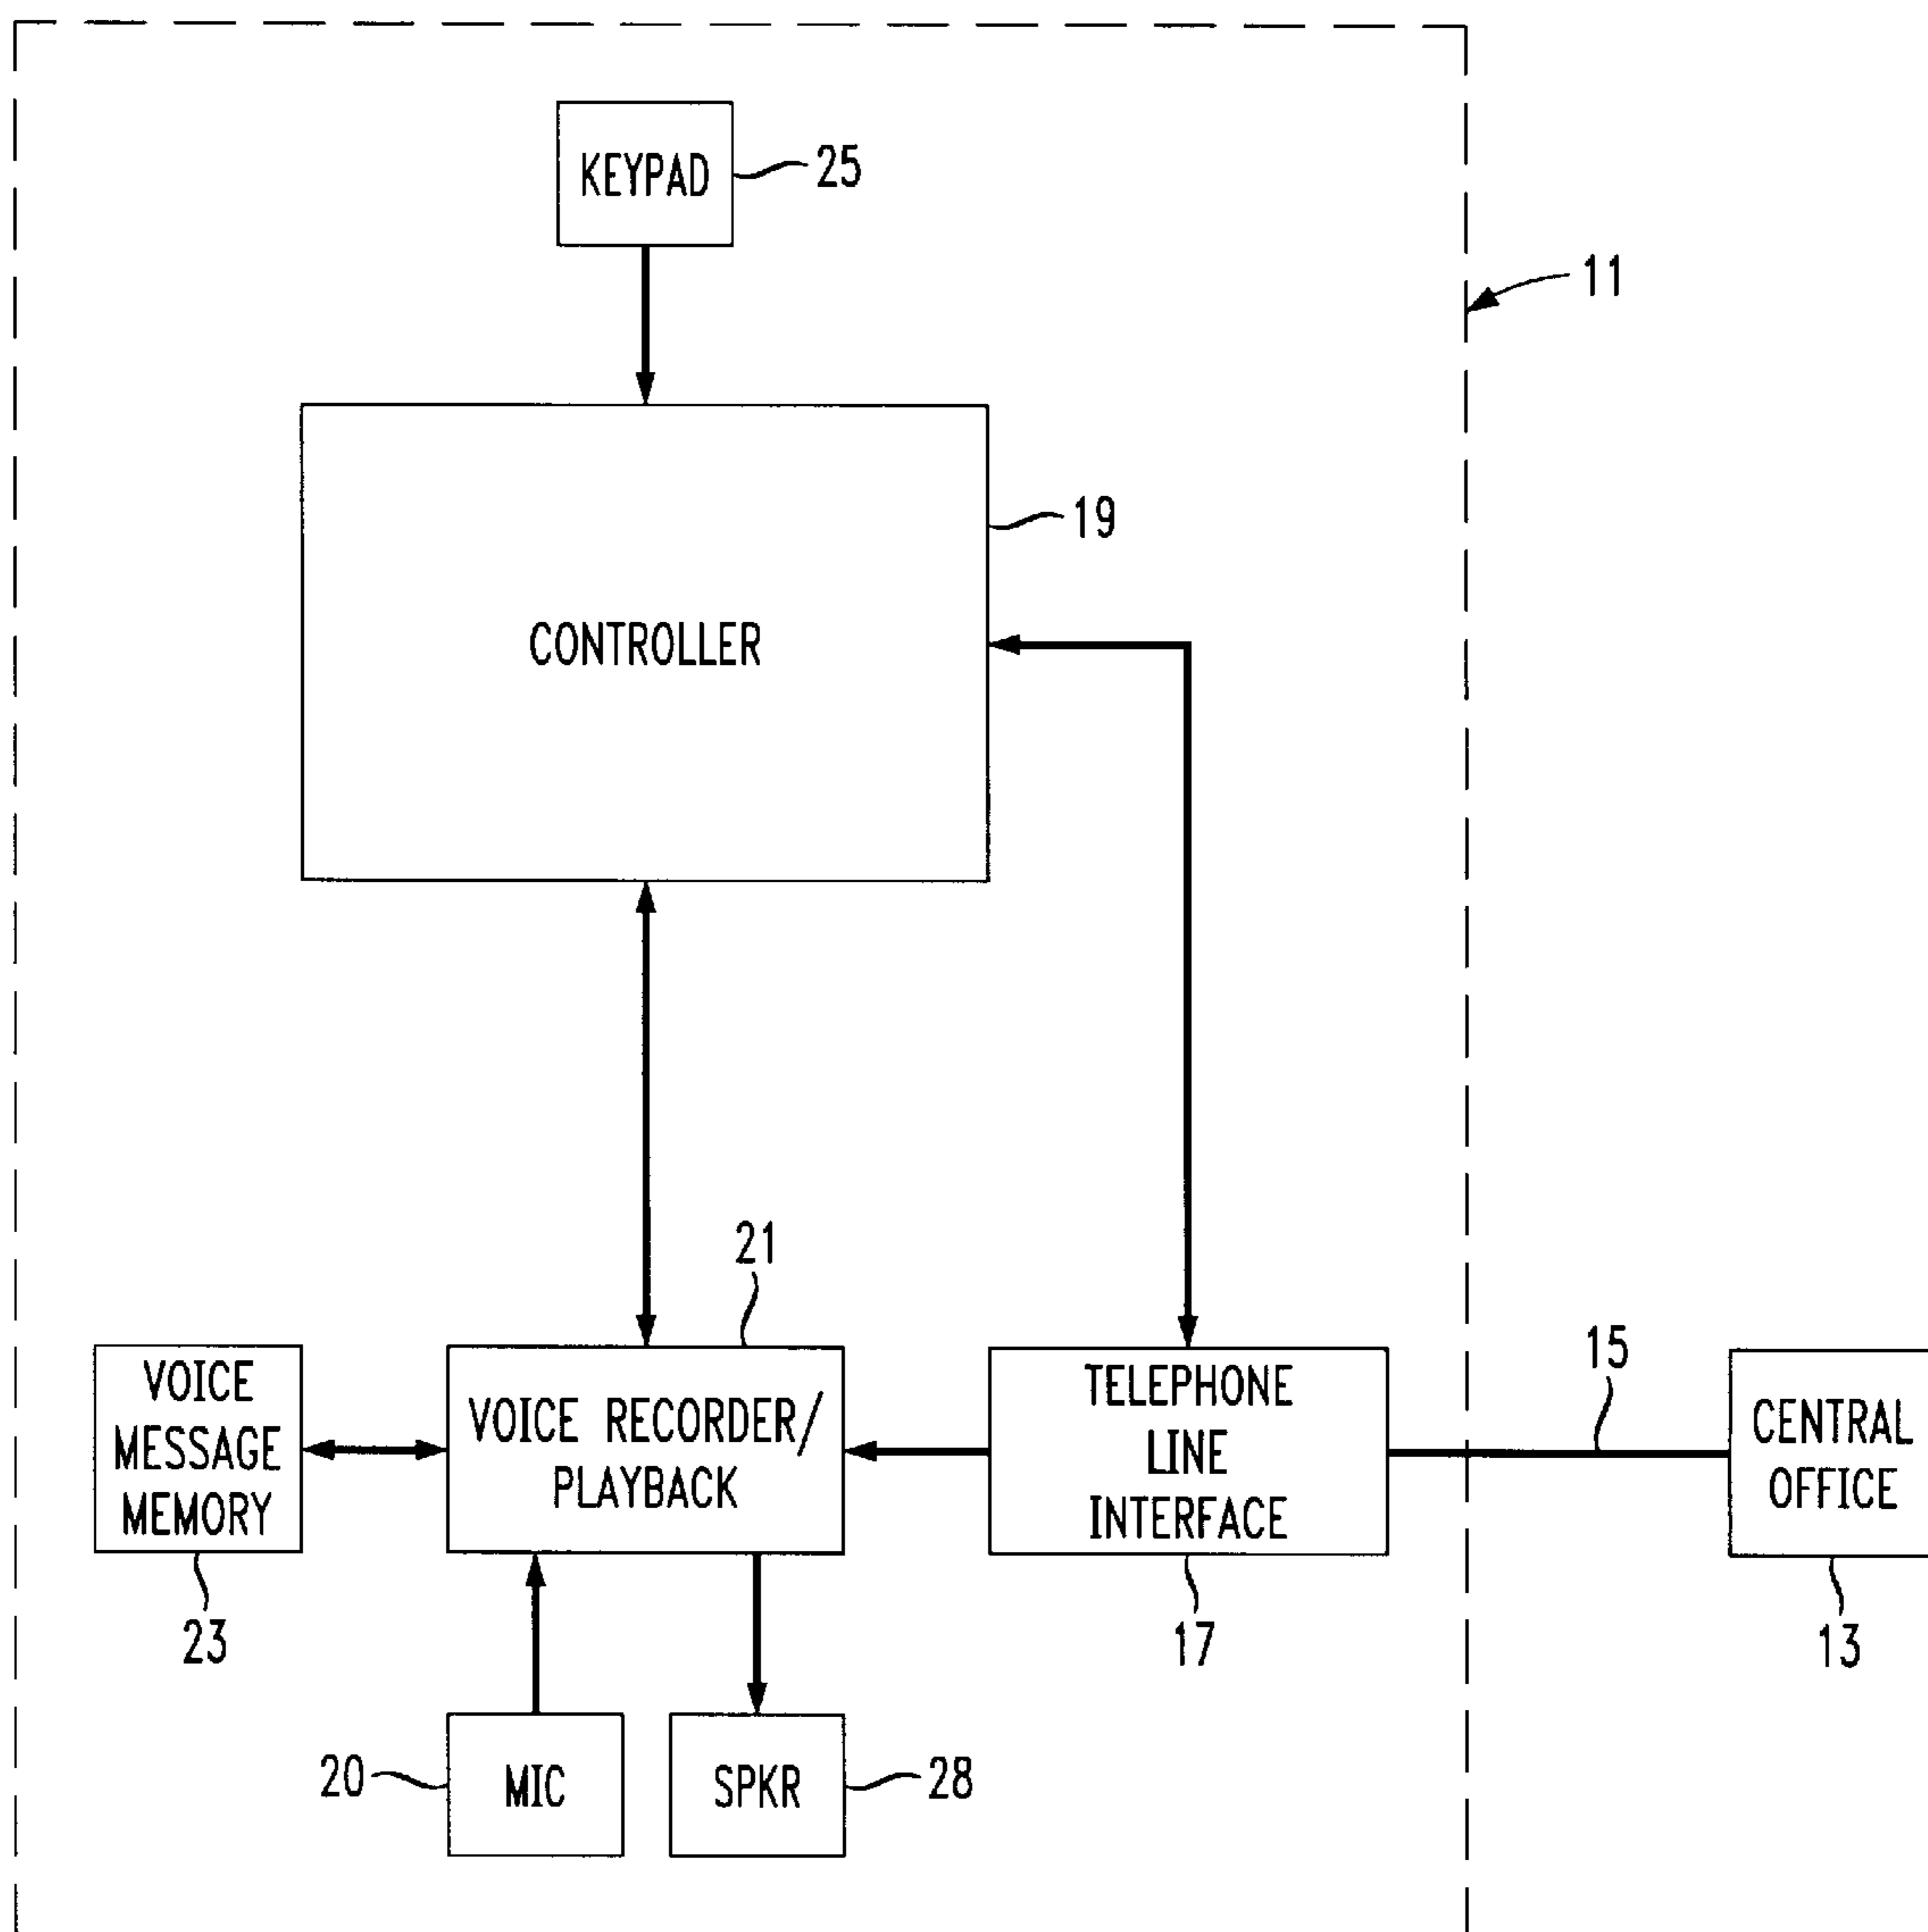 KEYPAD
25
11
19
CONTROLLER
21
15
VOICE
MESSAGE
MEMORY
VOICE RECORDER/
PLAYBACK
TELEPHONE
LINE
INTERFACE
CENTRAL
OFFICE
23
17
13
20
MIC
SPKR
28